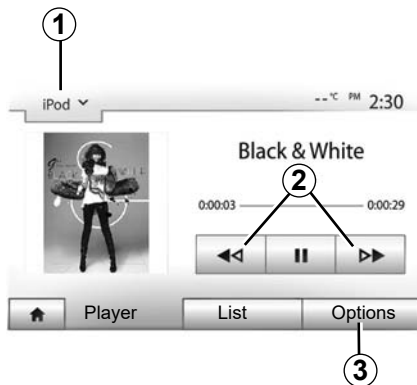 1
iPod
--°C PM 2:30
Black & White
2
0:00:03 0:00:29
Player List Options
3